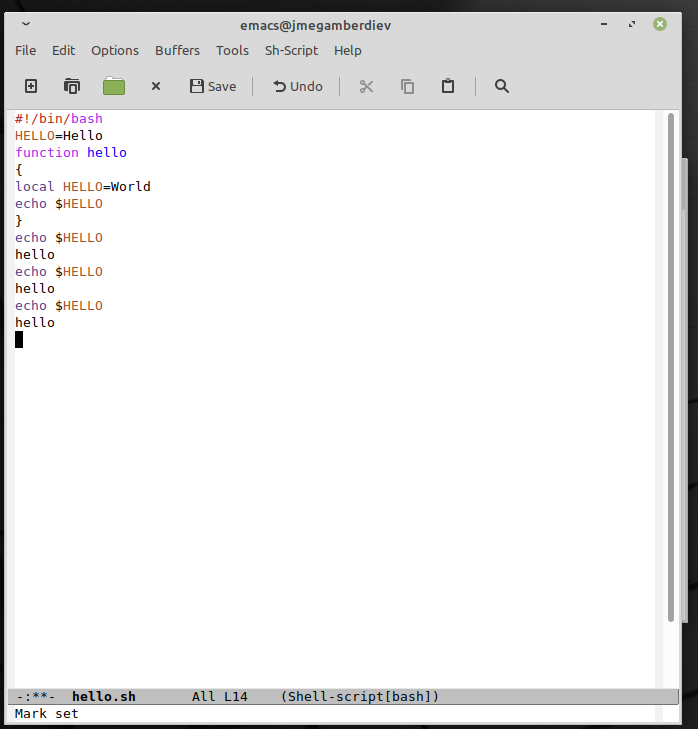 emacs@jmegamberdiev
File Edit Options Buffers Tools Sh-Script Help
Save Undo
#!/bin/bash
HELLO=Hello
function hello
{
local HELLO=World
echo $HELLO
}
echo $HELLO
hello
echo $HELLO
hello
echo $HELLO
hello
-:**-  hello.sh       All L14    (Shell-script[bash])
Mark set